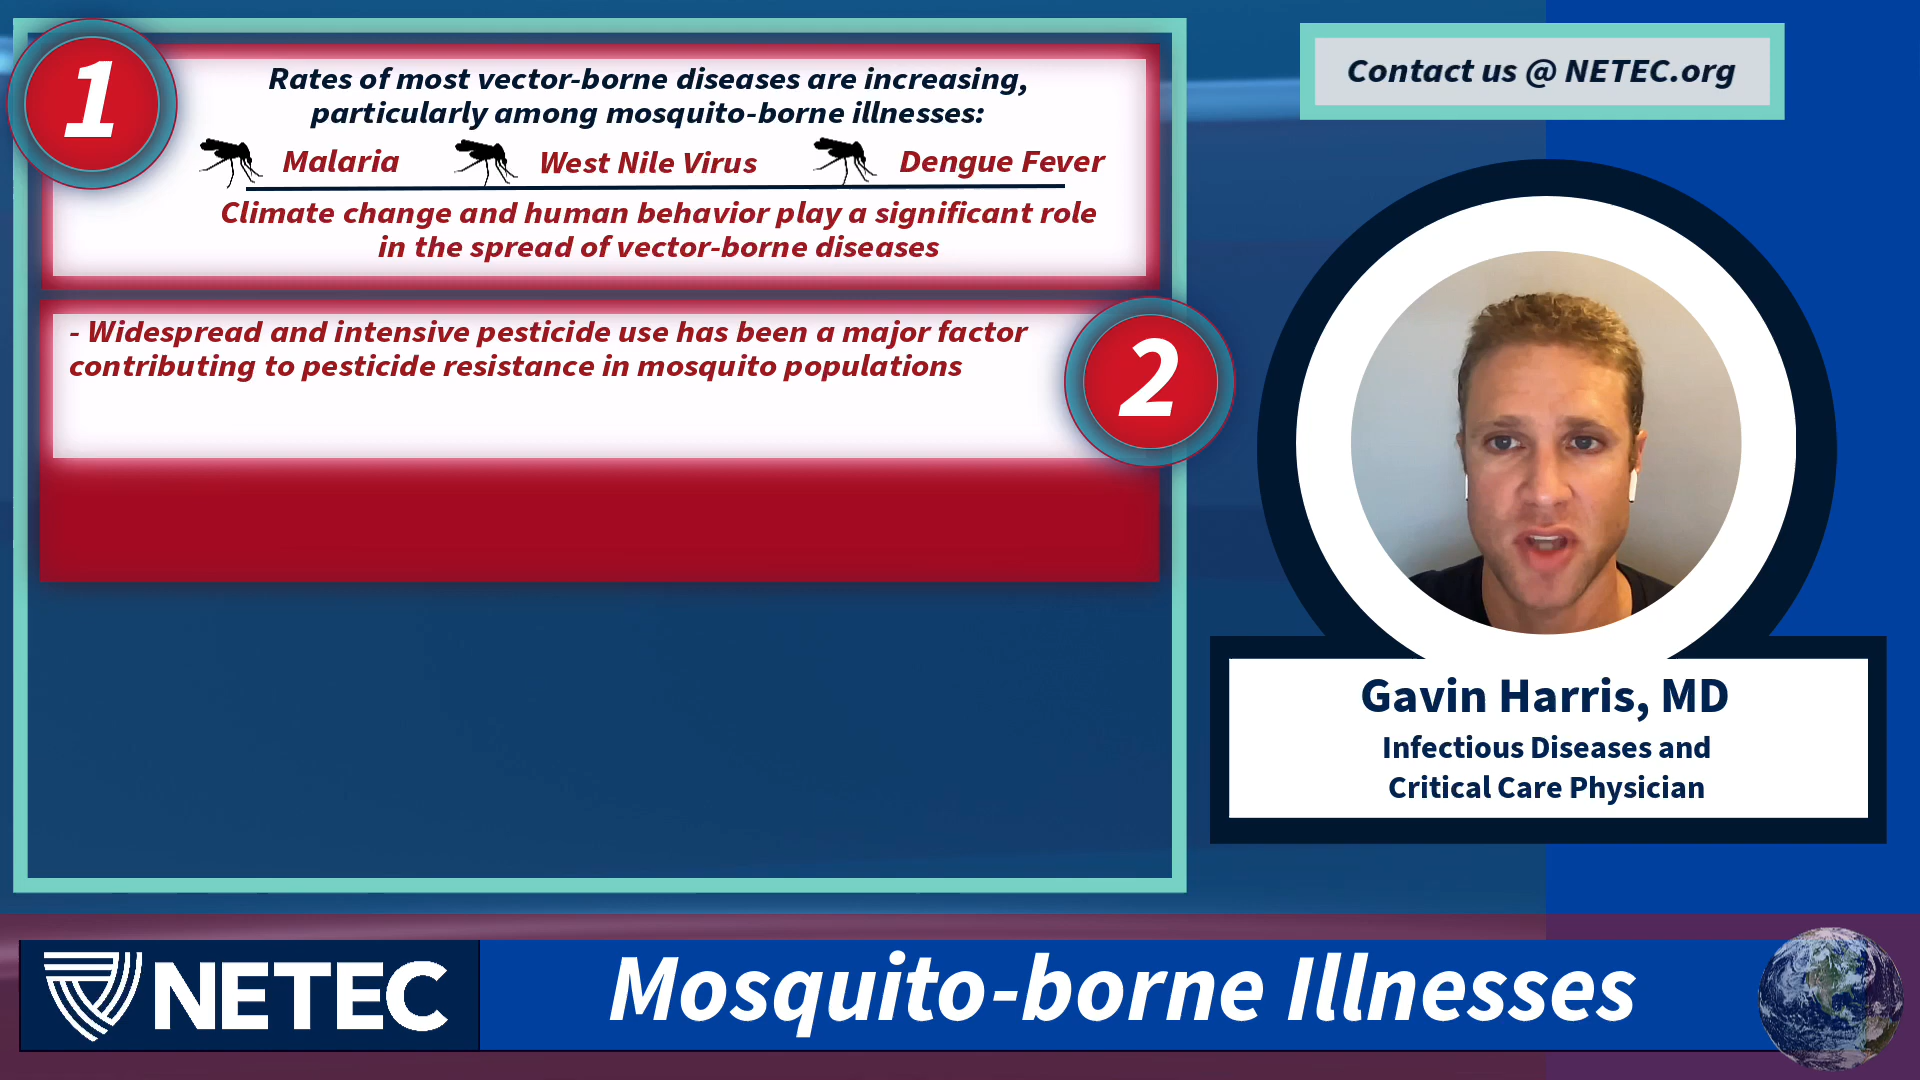 1
Rates of most vector-borne diseases are increasing,
particularly among mosquito-borne illnesses:
Malaria West Nile Virus Dengue Fever
Climate change and human behavior play a significant role
in the spread of vector-borne diseases
- Widespread and intensive pesticide use has been a major factor
contributing to pesticide resistance in mosquito populations
2
Contact us @ NETEC.org
Gavin Harris, MD
Infectious Diseases and
Critical Care Physician
NETEC
Mosquito-borne Illnesses